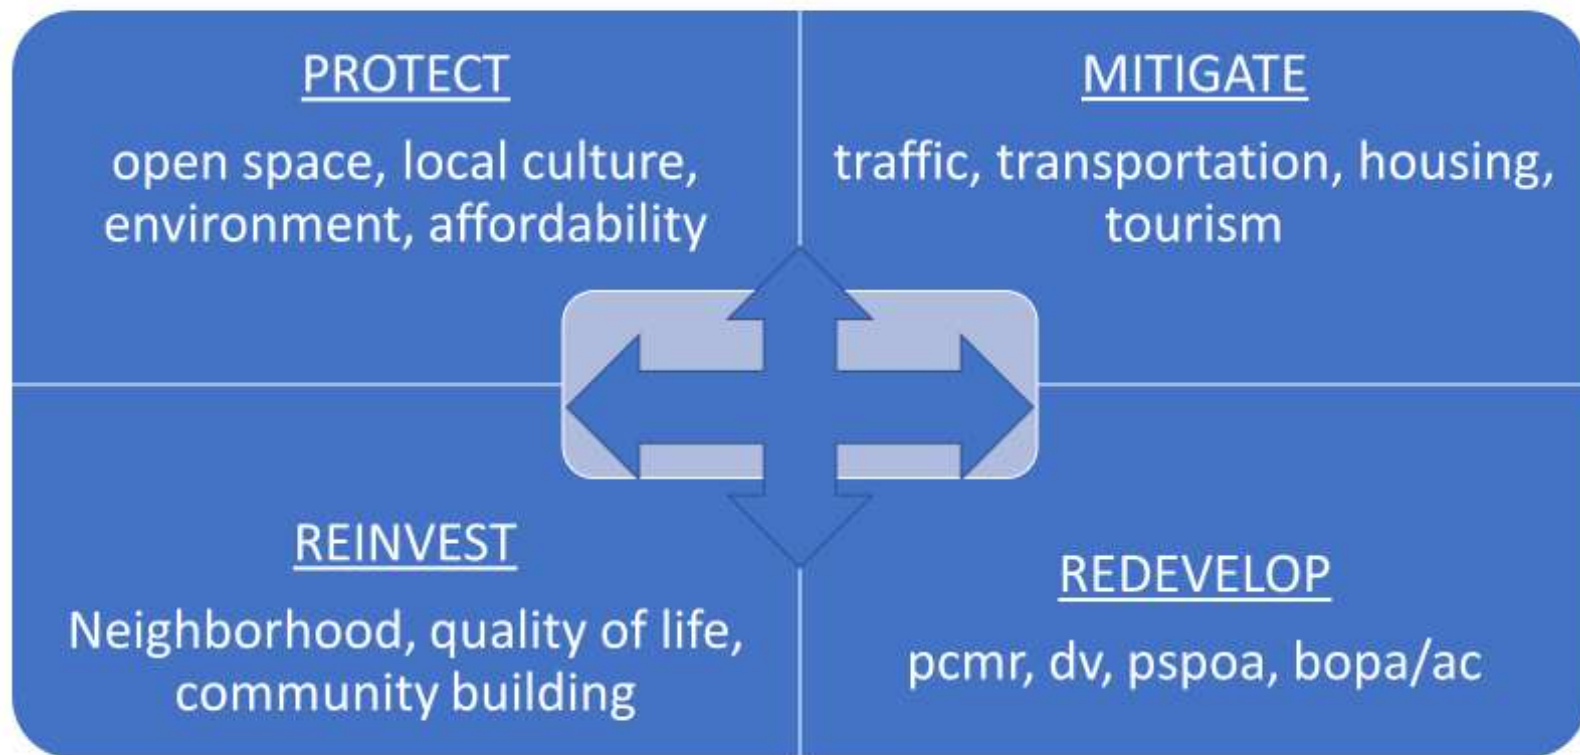 PROTECT
open space, local culture,
environment, affordability
MITIGATE
traffic, transportation, housing,
tourism
REINVEST
Neighborhood, quality of life,
community building
REDEVELOP
pcmr, dv, pspoa, bopa/ac